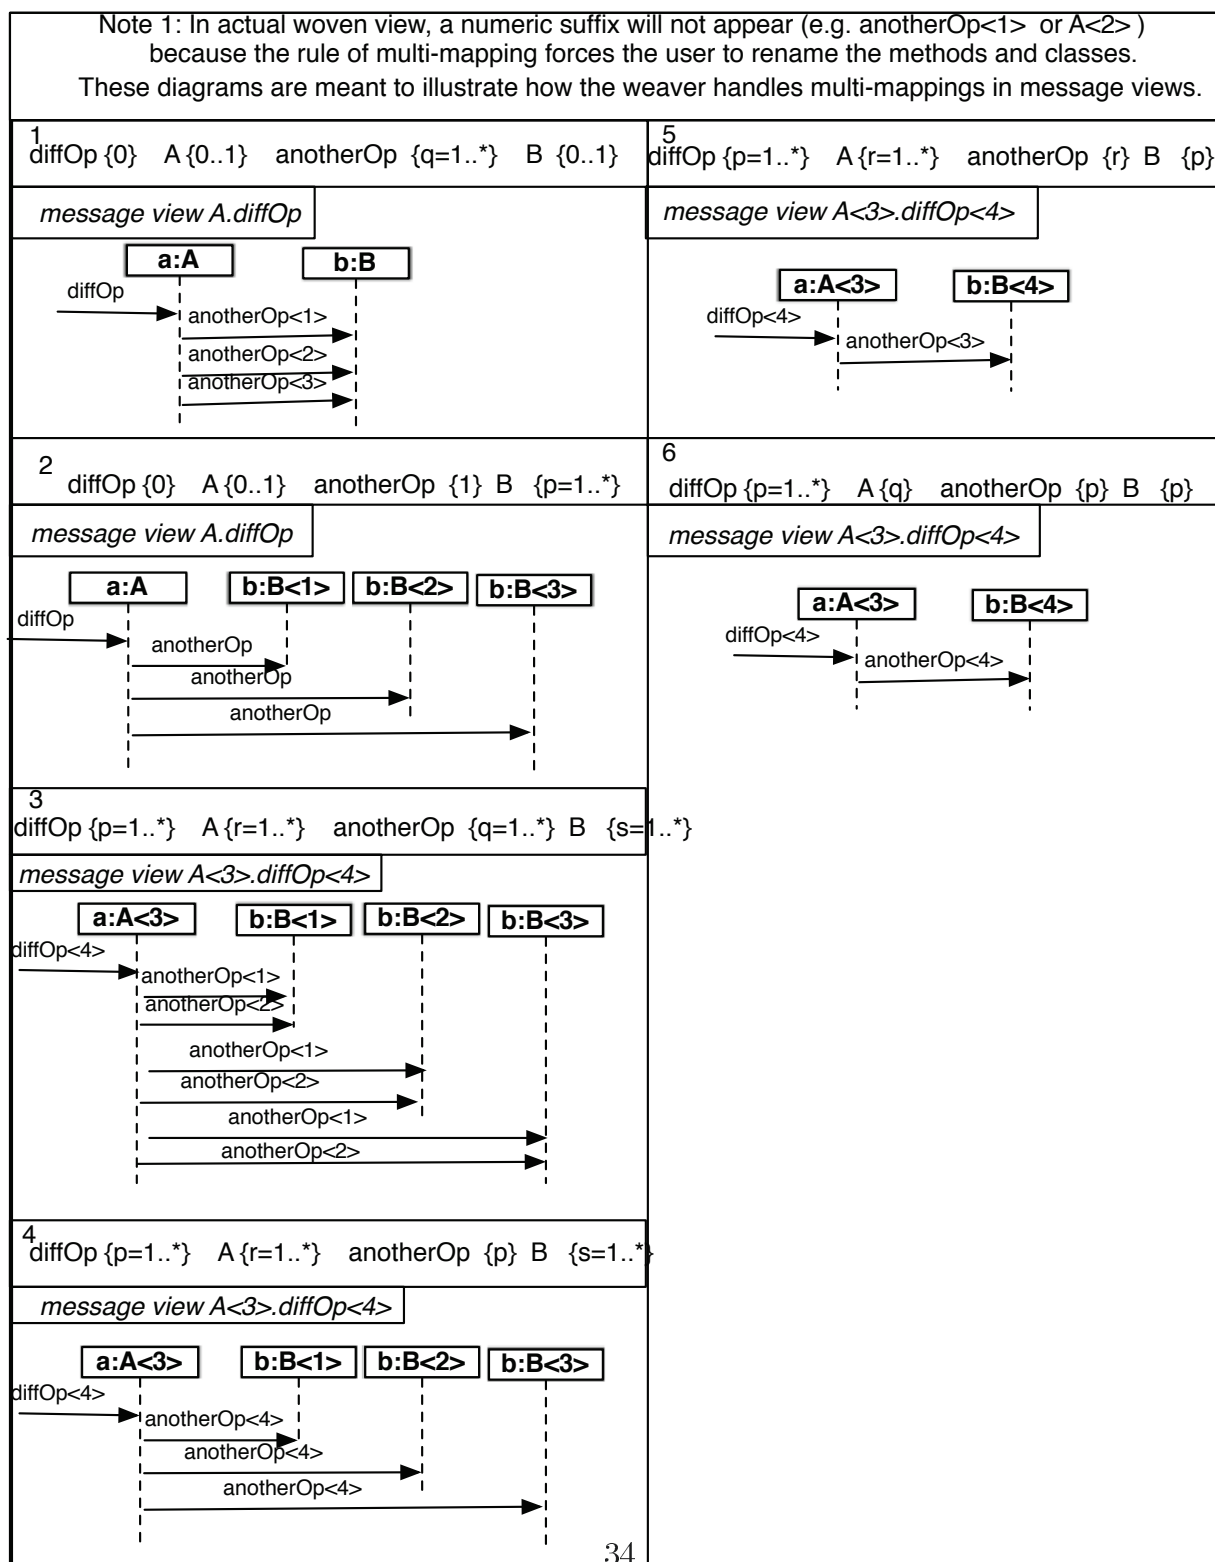 Note 1: In actual woven view, a numeric suffix will not appear (e.g. anotherOp<1> or A<2> )
because the rule of multi-mapping forces the user to rename the methods and classes.
These diagrams are meant to illustrate how the weaver handles multi-mappings in message views.
1
diffOp {0} A {0..1} anotherOp {q=1..*} B {0..1}
message view A.diffOp
a:A b:B
diffOp
anotherOp<1>
anotherOp<2>
anotherOp<3>
2
diffOp {0} A {0..1} anotherOp {1} B {p=1..*}
message view A.diffOp
a:A b:B<1> b:B<2> b:B<3>
diffOp
anotherOp
anotherOp
anotherOp
3
diffOp {p=1..*} A {r=1..*} anotherOp {q=1..*} B {s=1..*}
message view A<3>.diffOp<4>
a:A<3> b:B<1> b:B<2> b:B<3>
diffOp<4>
anotherOp<1>
anotherOp<2>
anotherOp<1>
anotherOp<2>
anotherOp<1>
anotherOp<2>
4
diffOp {p=1..*} A {r=1..*} anotherOp {p} B {s=1..*}
message view A<3>.diffOp<4>
a:A<3> b:B<1> b:B<2> b:B<3>
diffOp<4>
anotherOp<4>
anotherOp<4>
anotherOp<4>
5
diffOp {p=1..*} A {r=1..*} anotherOp {r} B {p}
message view A<3>.diffOp<4>
a:A<3> b:B<4>
diffOp<4>
anotherOp<3>
6
diffOp {p=1..*} A {q} anotherOp {p} B {p}
message view A<3>.diffOp<4>
a:A<3> b:B<4>
diffOp<4>
anotherOp<4>
34